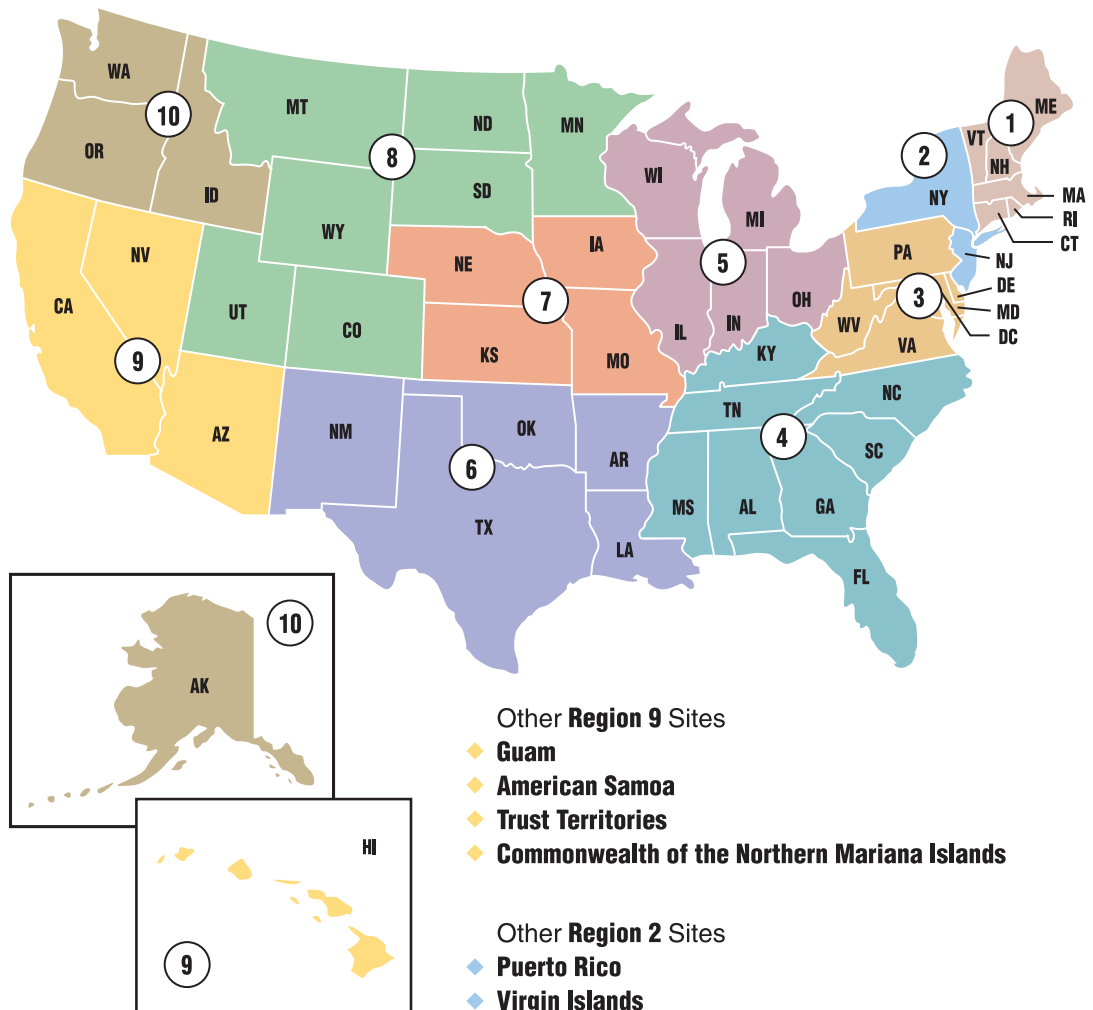 WA
MT
ND
MN
ME
10
1
OR
8
2
VT
NH
ID
SD
WI
MI
NY
MA
RI
CT
WY
NV
NE
IA
5
PA
NJ
CA
UT
CO
7
OH
3
DE
MD
DC
IL
IN
WV
VA
9
KS
MO
KY
AZ
NM
OK
TN
NC
6
AR
4
SC
TX
MS
AL
GA
LA
FL
10
AK
HI
9
Other Region 9 Sites
Guam
American Samoa
Trust Territories
Commonwealth of the Northern Mariana Islands
Other Region 2 Sites
Puerto Rico
Virgin Islands